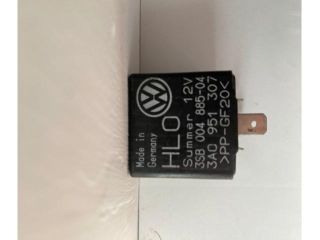 Made in
Germany
HLO
Summer 12V
3SB 004 885-04
3A0 951 307
>PP-GF20<